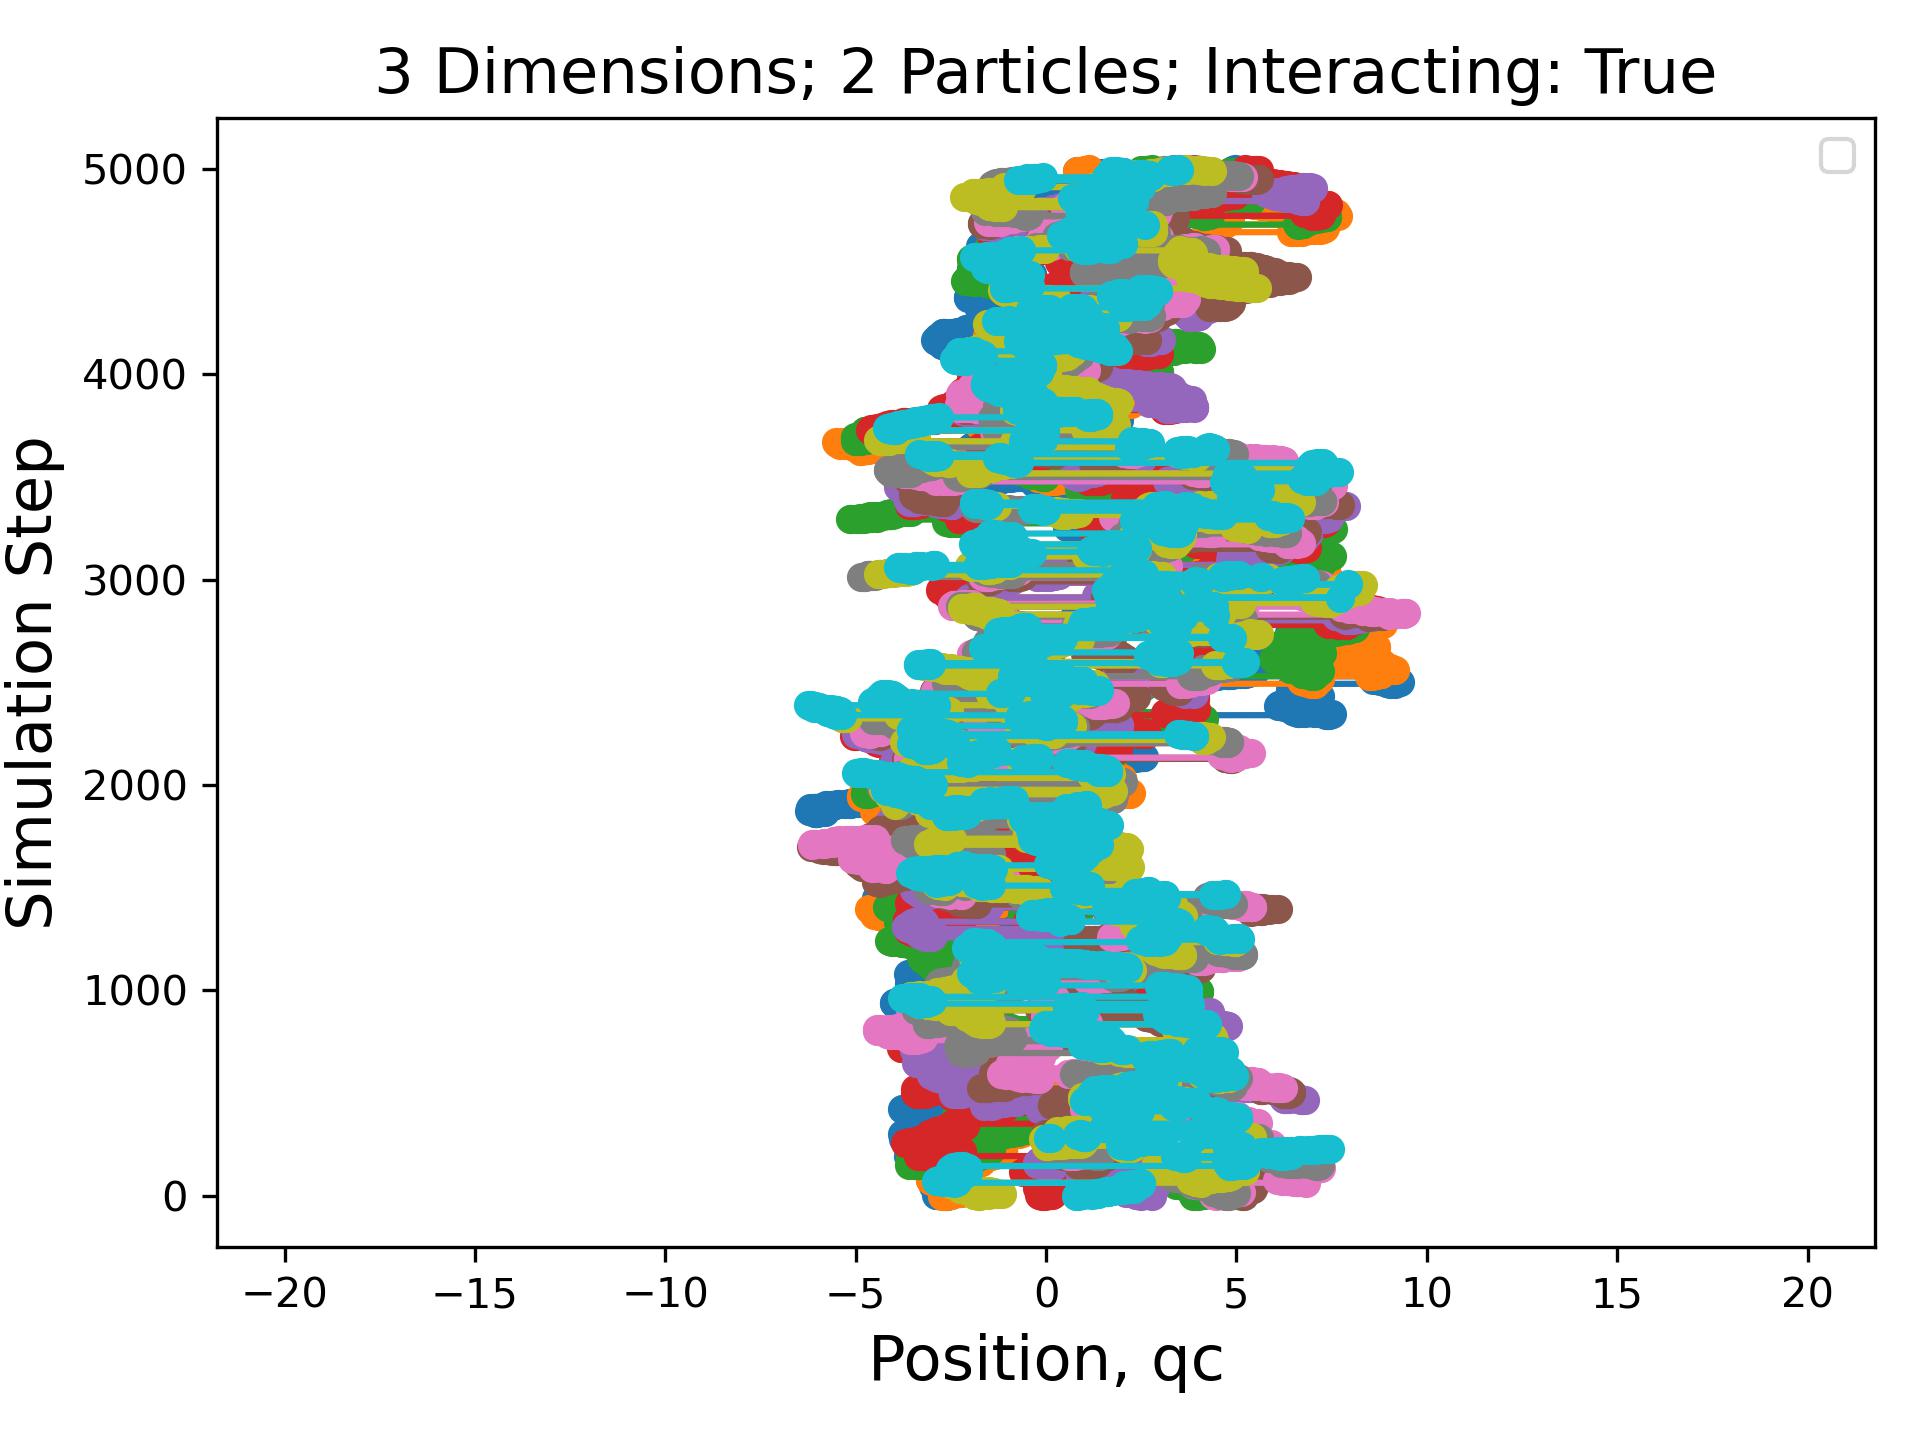 3 Dimensions; 2 Particles; Interacting: True
Simulation Step
5000
4000
3000
2000
1000
0
−20 −15 −10 −5 0 5 10 15 20
Position, qc